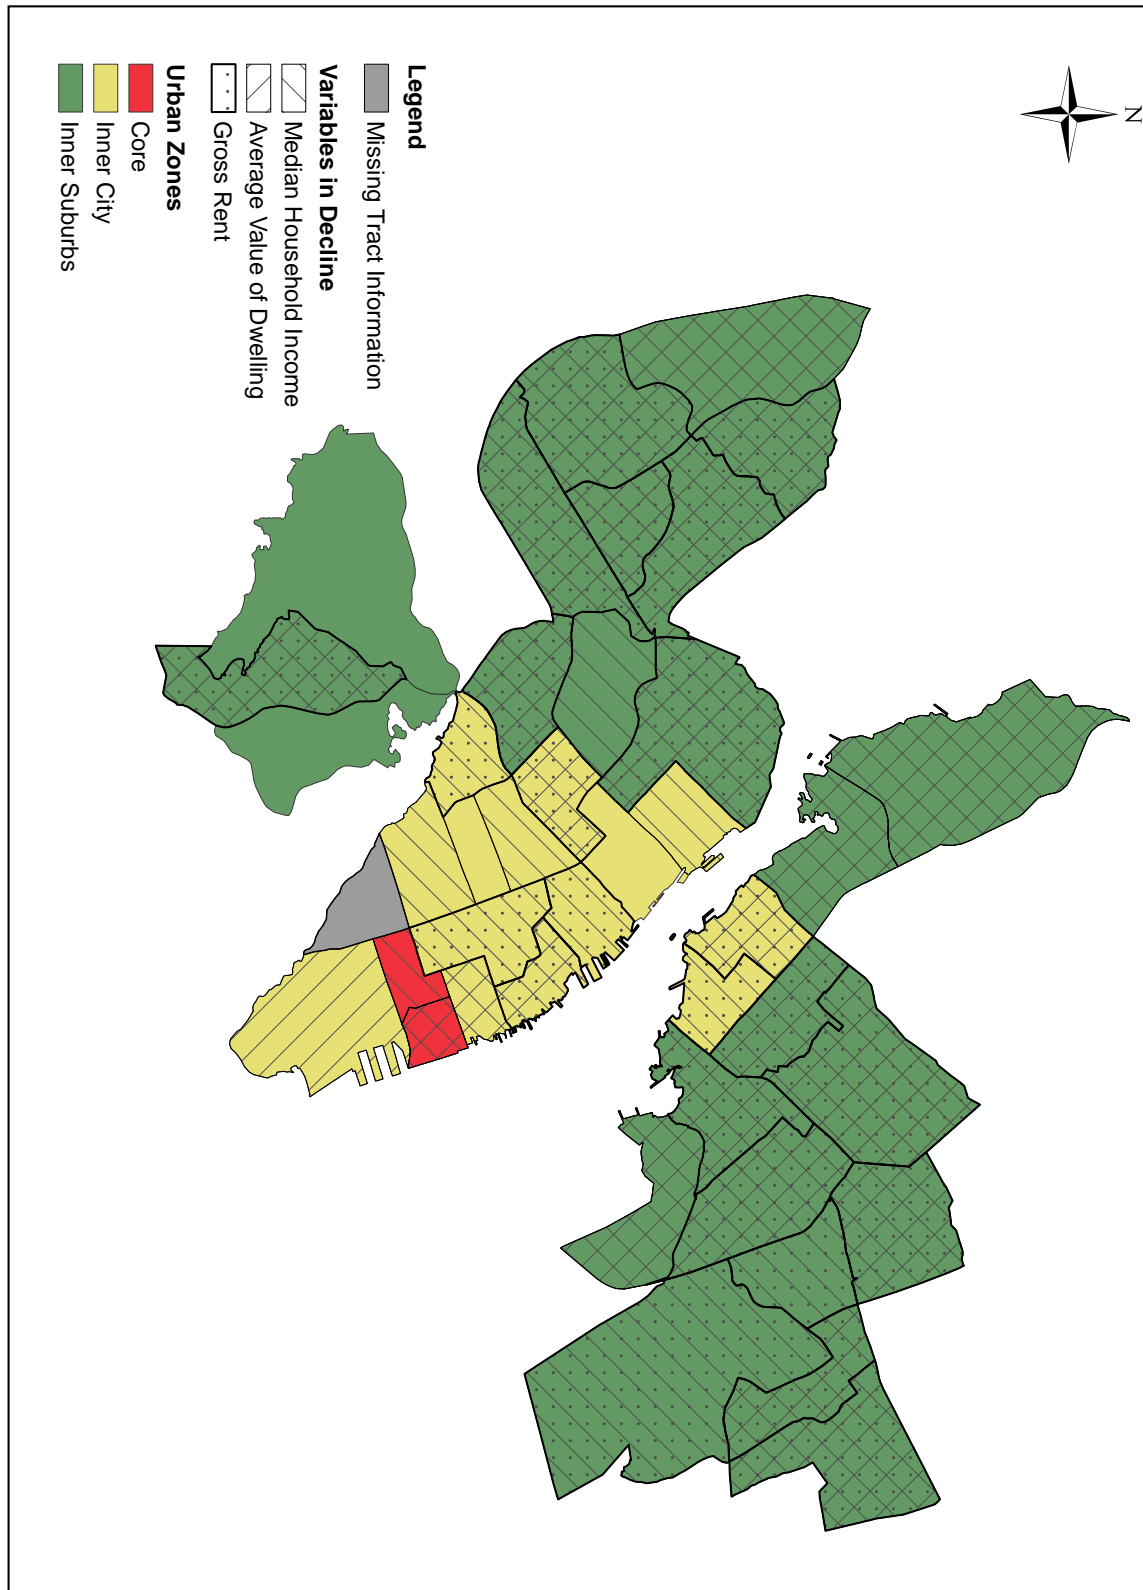 N
Legend
Missing Tract Information
Variables in Decline
Median Household Income
Average Value of Dwelling
Gross Rent
Urban Zones
Core
Inner City
Inner Suburbs